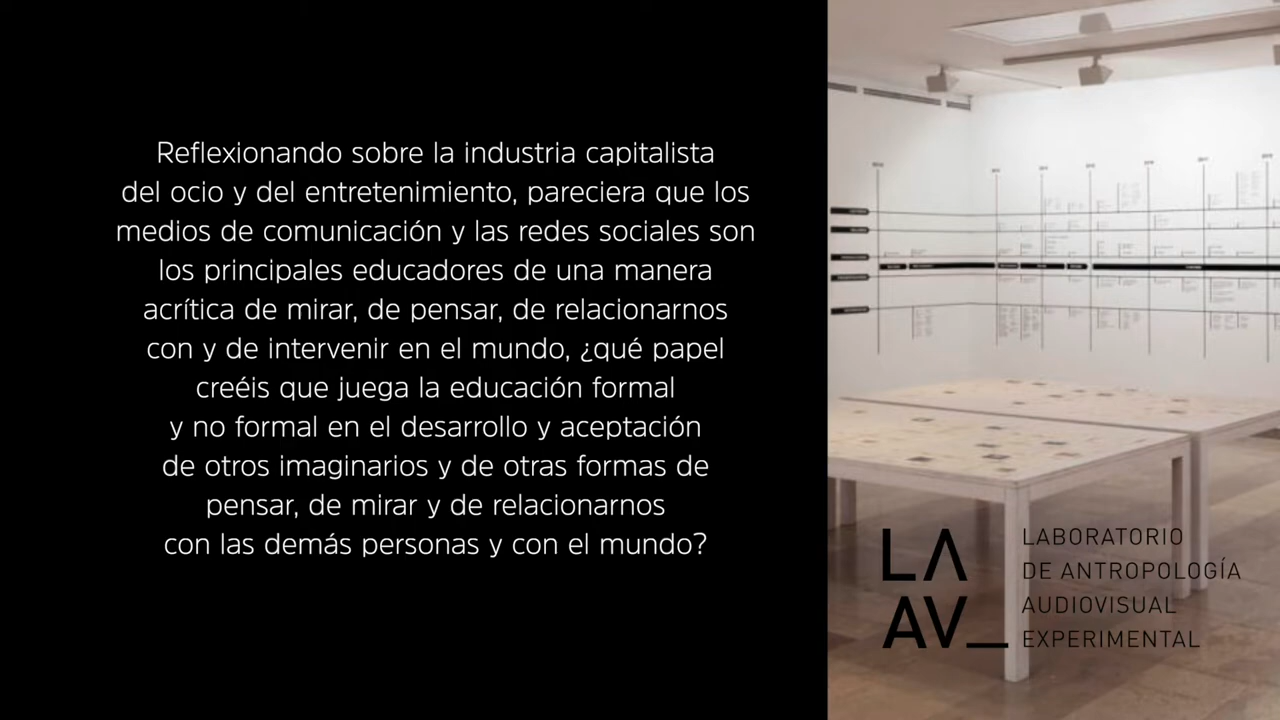 Reflexionando sobre la industria capitalista
del ocio y del entretenimiento, pareciera que los
medios de comunicación y las redes sociales son
los principales educadores de una manera
acrítica de mirar, de pensar, de relacionarnos
con y de intervenir en el mundo, ¿qué papel
creéis que juega la educación formal
y no formal en el desarrollo y aceptación
de otros imaginarios y de otras formas de
pensar, de mirar y de relacionarnos
con las demás personas y con el mundo?
LA
AV_
LABORATORIO
DE ANTROPOLOGÍA
AUDIOVISUAL
EXPERIMENTAL